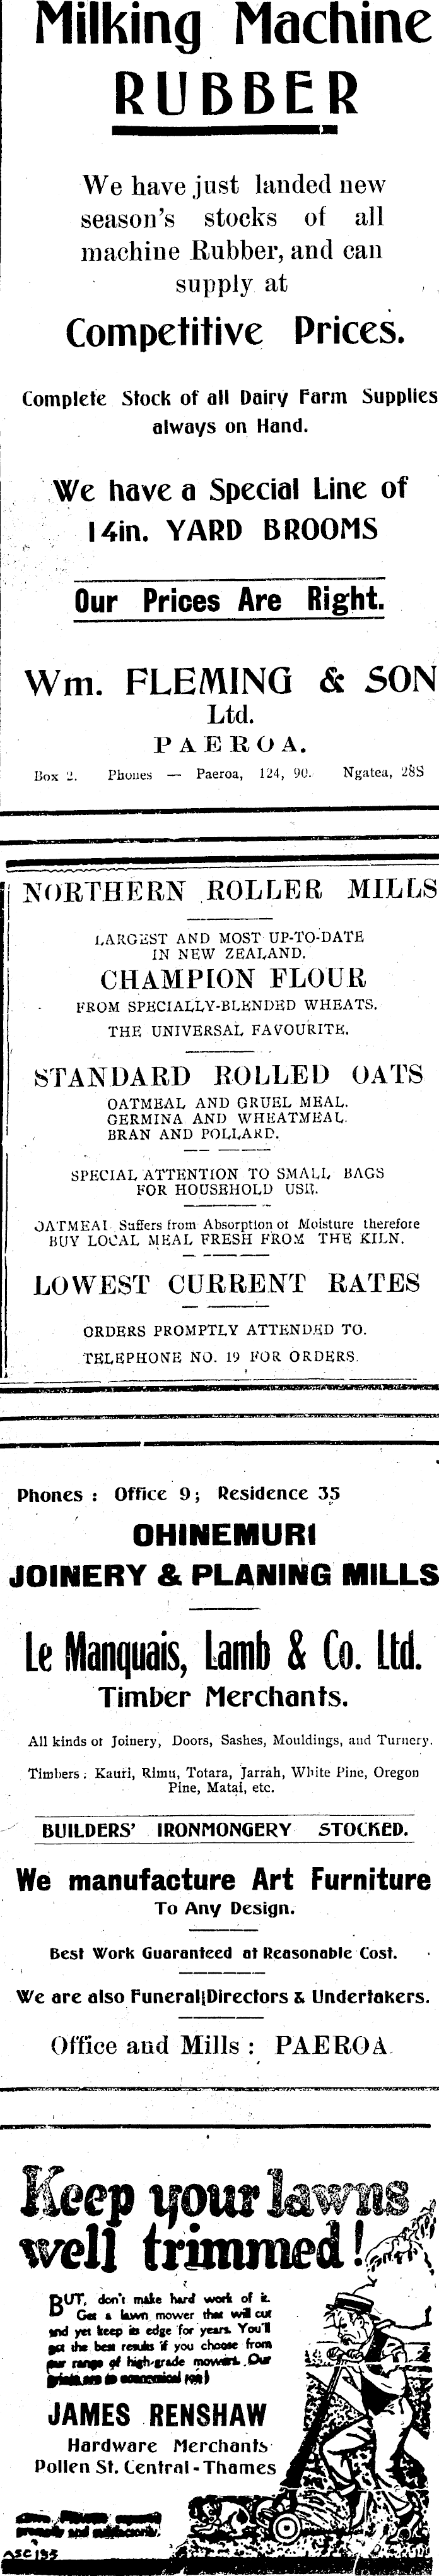 Milking Machine
RUBBER
We have just landed new
season's stocks of all
machine Rubber, and can
supply at
Competitive Prices.
Complete Stock of all Dairy Farm Supplies
always on Hand.
We have a Special Line of
14in. YARD BROOMS
Our Prices Are Right.
Wm. FLEMING & SON
Ltd.
PAEROA.
Box 2. Phones — Paeroa, 124, 90. Ngatea, 28S
NORTHERN ROLLER MILLS
LARGEST AND MOST UP-TO-DATE
IN NEW ZEALAND.
CHAMPION FLOUR
FROM SPECIALLY-BLENDED WHEATS.
THE UNIVERSAL FAVOURITE.
STANDARD ROLLED OATS
OATMEAL AND GRUEL MEAL.
GERMINA AND WHEATMEAL.
BRAN AND POLLARD.
SPECIAL ATTENTION TO SMALL BAGS
FOR HOUSEHOLD USE.
OATMEAL Suffers from Absorption of Moisture therefore
BUY LOCAL MEAL FRESH FROM THE KILN.
LOWEST CURRENT RATES
ORDERS PROMPTLY ATTENDED TO.
TELEPHONE NO. 19 FOR ORDERS.
Phones : Office 9; Residence 35
OHINEMURI
JOINERY & PLANING MILLS
Le Manquais, Lamb & Co. Ltd.
Timber Merchants.
All kinds of Joinery, Doors, Sashes, Mouldings, and Turnery.
Timbers : Kauri, Rimu, Totara, Jarrah, White Pine, Oregon
Pine, Matai, etc.
BUILDERS' IRONMONGERY STOCKED.
We manufacture Art Furniture
To Any Design.
Best Work Guaranteed at Reasonable Cost.
We are also Funeral Directors & Undertakers.
Office and Mills : PAEROA.
Keep your lawns
well trimmed!
BUT, don't make hard work of it.
Get a lawn mower that will cut
and yet keep its edge for years. You'll
get the best results if you choose from
our range of high-grade mowers. Our
prices are so economical too!
JAMES RENSHAW
Hardware Merchants
Pollen St. Central - Thames
ASC 195